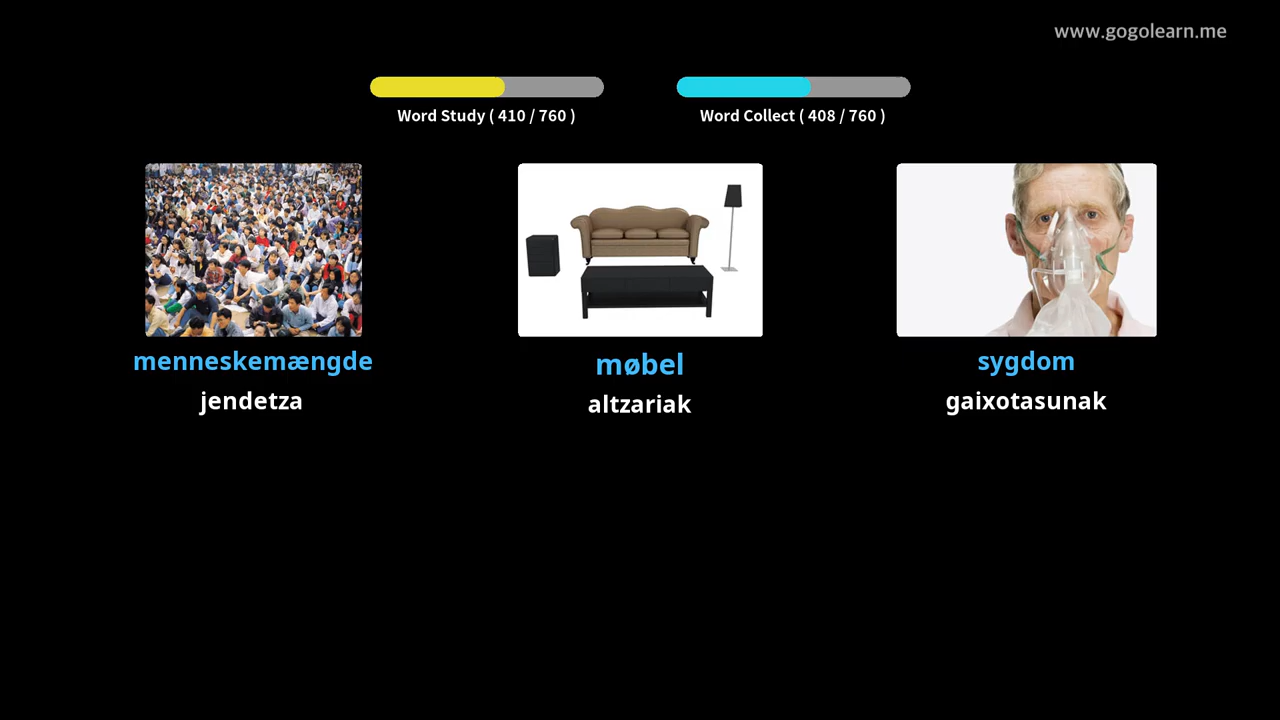 www.gogolearn.me
Word Study ( 410 / 760 )
Word Collect ( 408 / 760 )
menneskemængde
møbel
sygdom
jendetza
altzariak
gaixotasunak